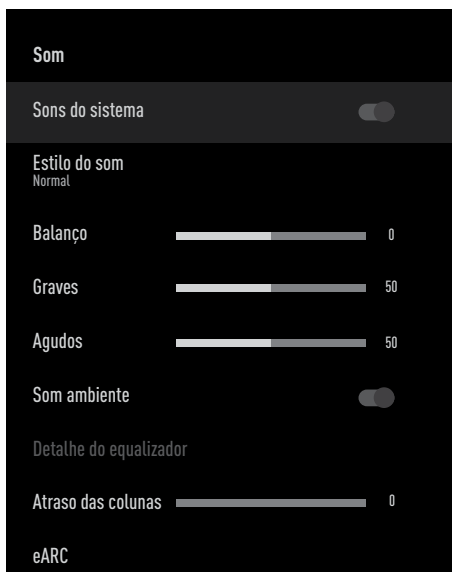 Som
Sons do sistema
Estilo do som
Normal
Balanço 0
Graves 50
Agudos 50
Som ambiente
Detalhe do equalizador
Atraso das colunas 0
eARC